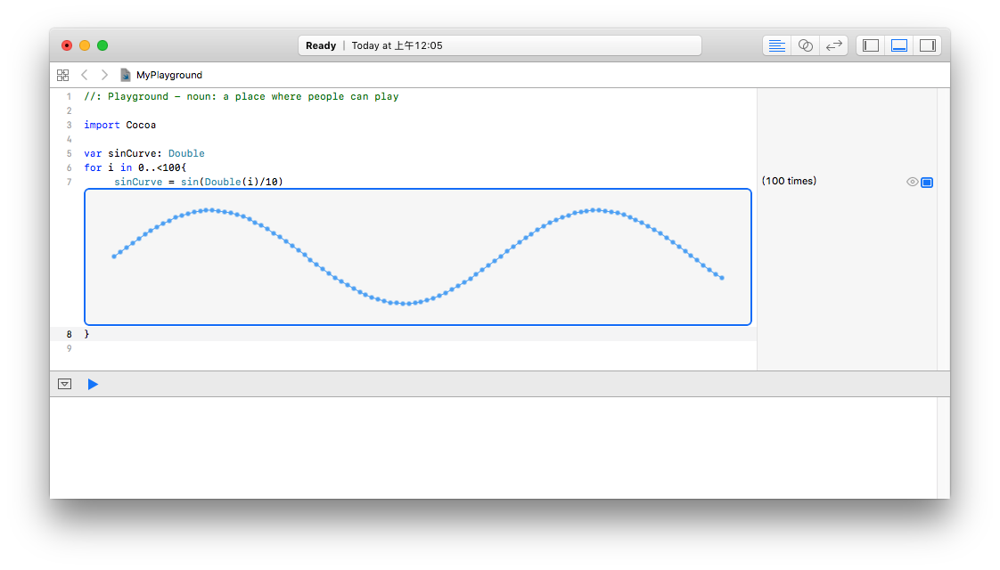 Ready | Today at 上午12:05
MyPlayground
1 //: Playground - noun: a place where people can play
2
3 import Cocoa
4
5 var sinCurve: Double
6 for i in 0..<100{
7 sinCurve = sin(Double(i)/10)
(100 times)
8 }
9